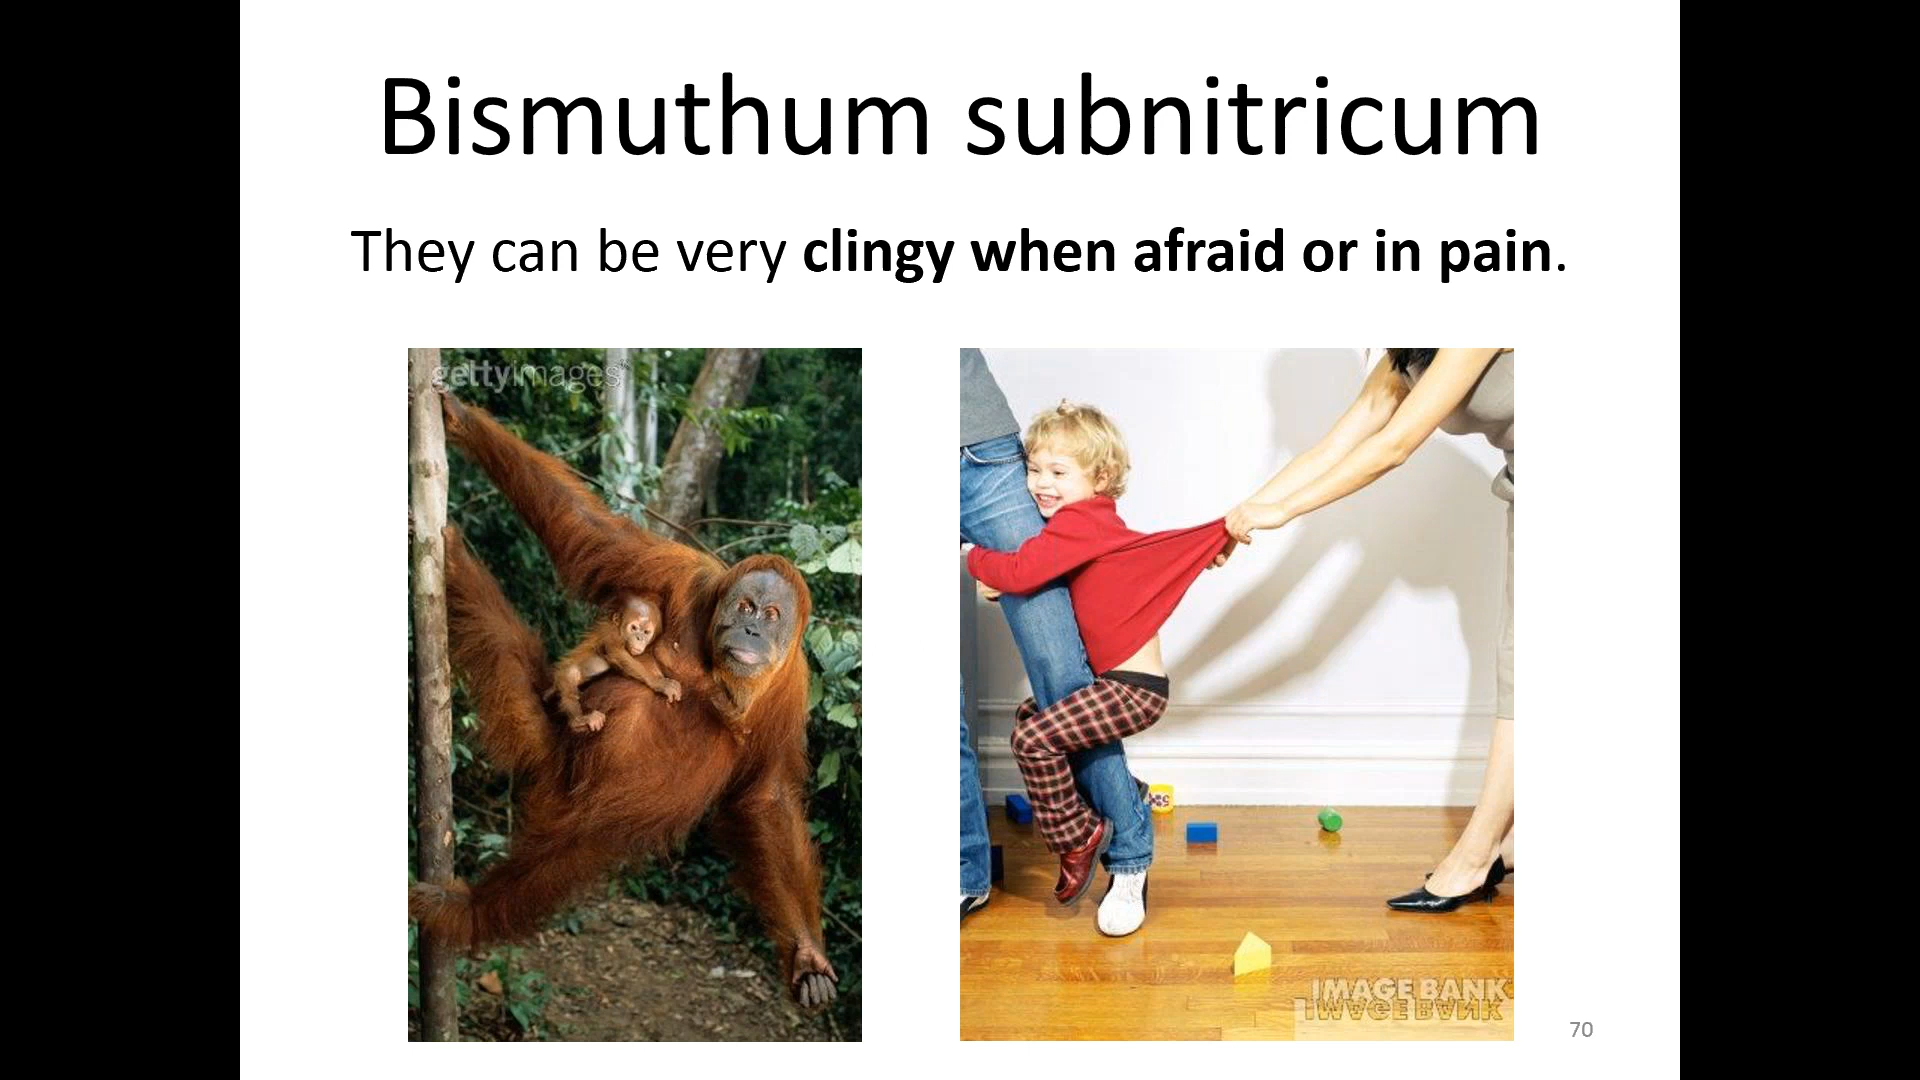 Bismuthum subnitricum
They can be very clingy when afraid or in pain.
gettyimages
IMAGE BANK
70